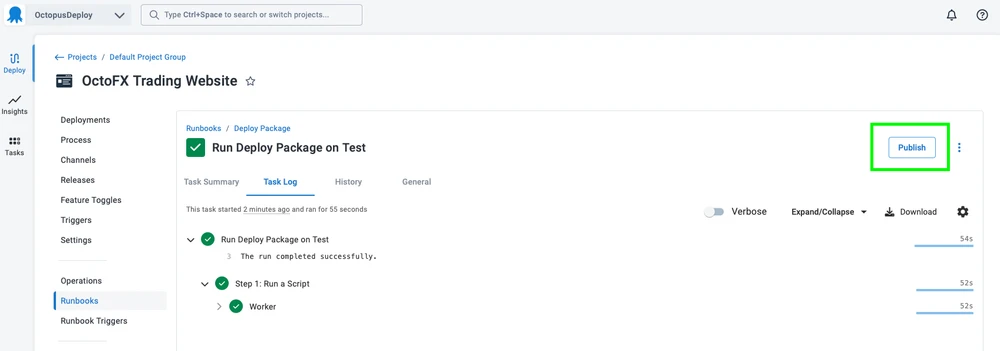 OctopusDeploy
Type Ctrl+Space to search or switch projects...
Deploy
Insights
Tasks
← Projects / Default Project Group
OctoFX Trading Website
Deployments
Process
Channels
Releases
Feature Toggles
Triggers
Settings
Operations
Runbooks
Runbook Triggers
Runbooks / Deploy Package
Run Deploy Package on Test
Publish
Task Summary Task Log History General
This task started 2 minutes ago and ran for 55 seconds
Verbose Expand/Collapse Download
Run Deploy Package on Test 54s
3 The run completed successfully.
Step 1: Run a Script 52s
Worker 52s